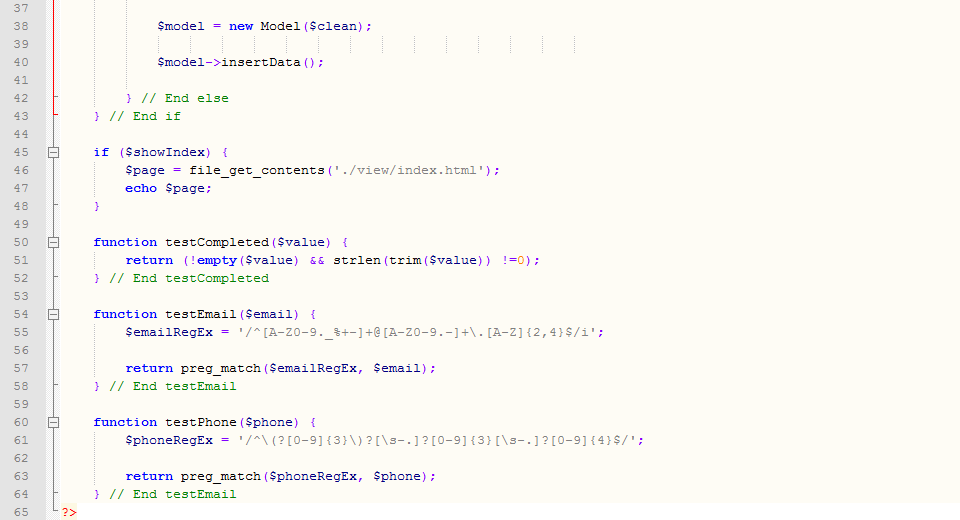 37
38 $model = new Model($clean);
39
40 $model->insertData();
41
42 } // End else
43 } // End if
44
45 if ($showIndex) {
46 $page = file_get_contents('./view/index.html');
47 echo $page;
48 }
49
50 function testCompleted($value) {
51 return (!empty($value) && strlen(trim($value)) !=0);
52 } // End testCompleted
53
54 function testEmail($email) {
55 $emailRegEx = '/^[A-Z0-9._%+-]+@[A-Z0-9.-]+\.[A-Z]{2,4}$/i';
56
57 return preg_match($emailRegEx, $email);
58 } // End testEmail
59
60 function testPhone($phone) {
61 $phoneRegEx = '/^\(?[0-9]{3}\)?[\s-.]?[0-9]{3}[\s-.]?[0-9]{4}$/';
62
63 return preg_match($phoneRegEx, $phone);
64 } // End testEmail
65 ?>